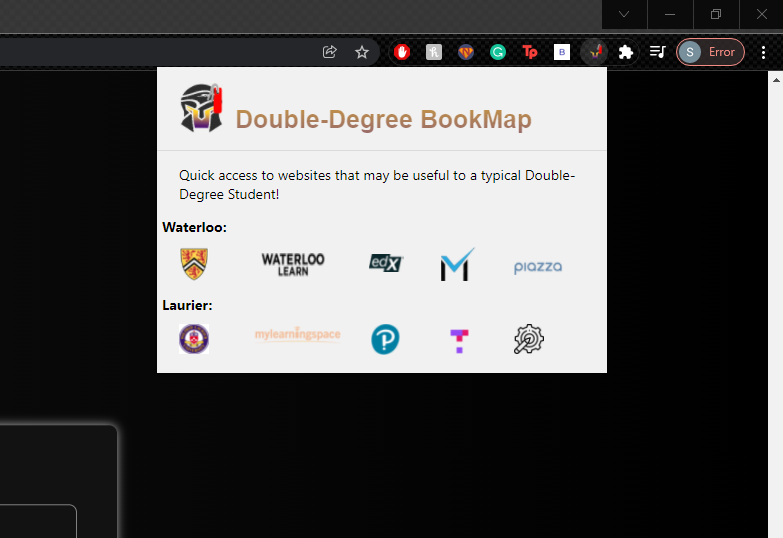 Tp
B
S Error
Double-Degree BookMap
Quick access to websites that may be useful to a typical Double-
Degree Student!
Waterloo:
WATERLOO
LEARN
edX
piazza
Laurier:
mylearningspace